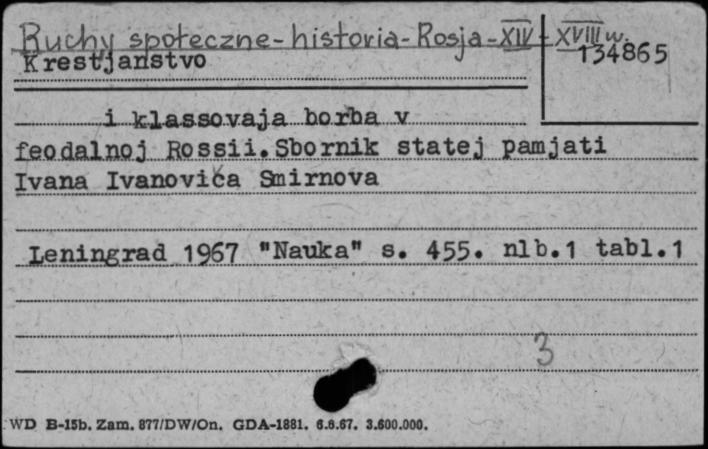 Ruchy społeczne-historia-Rosja-XIV-XVIII w.
134865
Krestjanstvo
i klassovaja borba v
feodalnoj Rossii.Sbornik statej pamjati
Ivana Ivanoviča Smirnova
Leningrad 1967 "Nauka" s. 455. nlb.1 tabl.1
3
WD B-15b. Zam. 877/DW/On. GDA-1881. 6.6.67. 3.600.000.